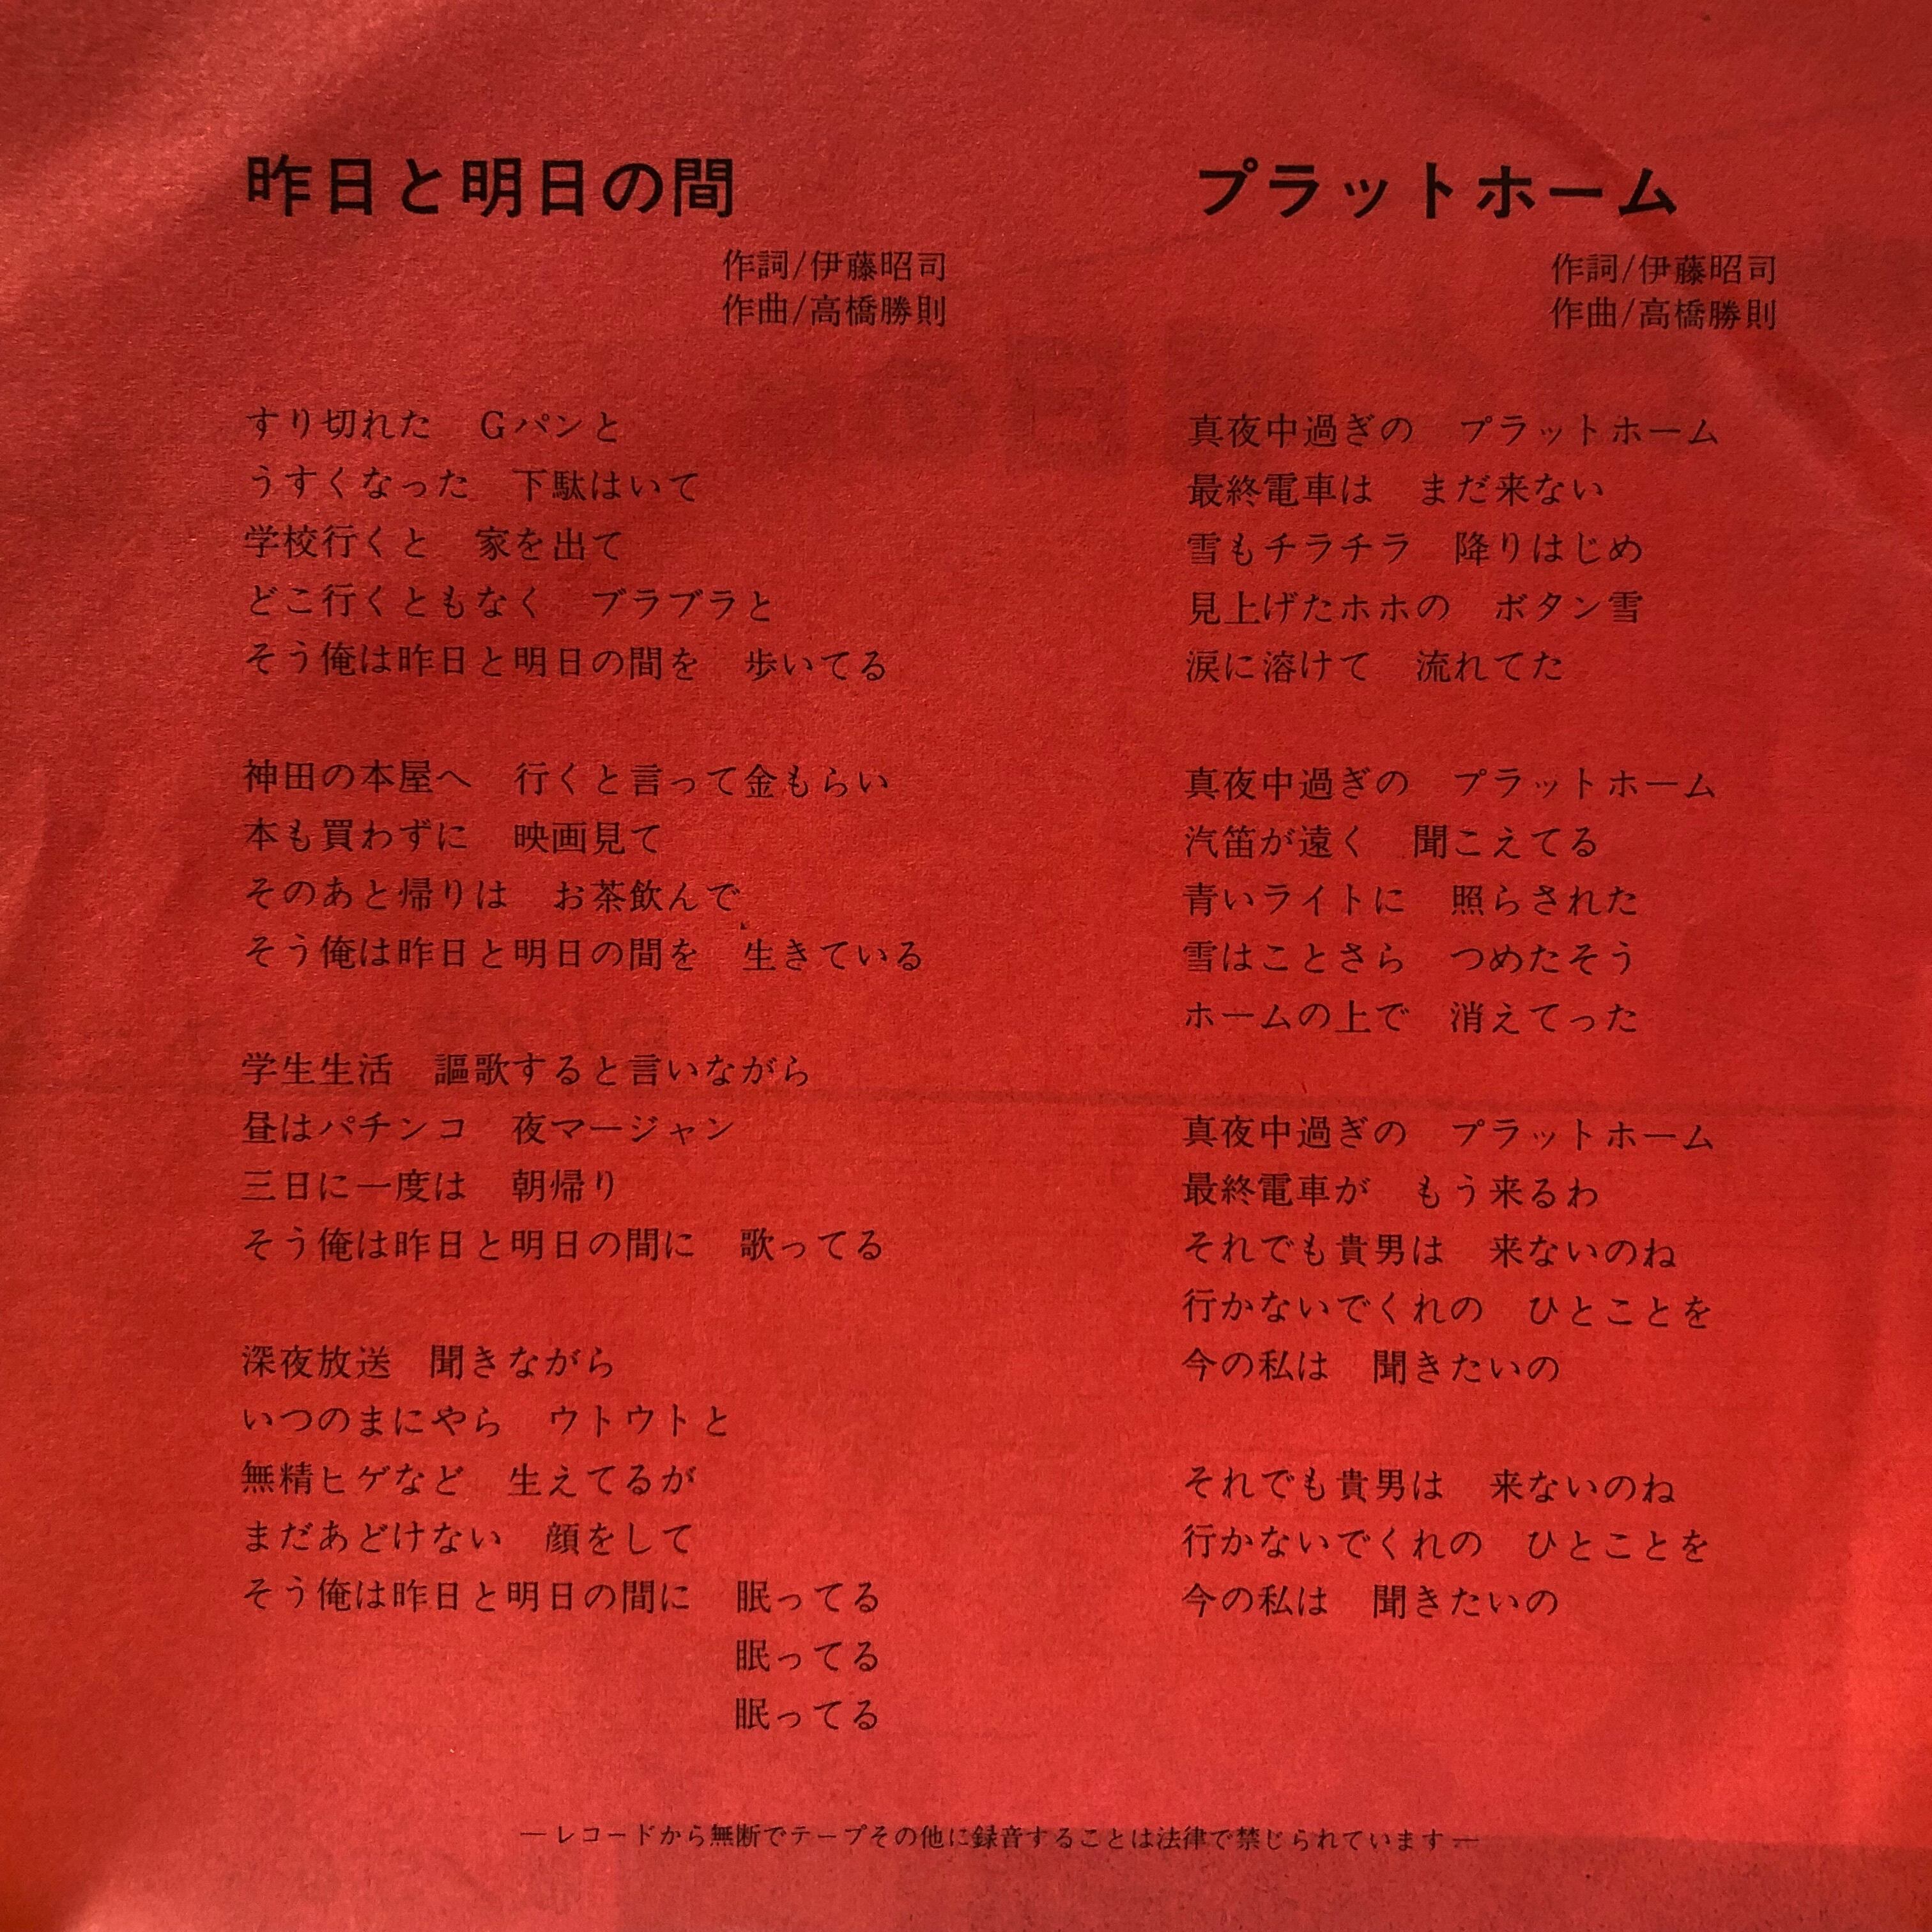 昨日と明日の間
作詞/伊藤昭司
作曲/高橋勝則
すり切れた　Gパンと
うすくなった　下駄はいて
学校行くと　家を出て
どこ行くともなく　ブラブラと
そう俺は昨日と明日の間を　歩いてる
神田の本屋へ　行くと言って金もらい
本も買わずに　映画見て
そのあと帰りは　お茶飲んで
そう俺は昨日と明日の間を　生きている
学生生活　謳歌すると言いながら
昼はパチンコ　夜マージャン
三日に一度は　朝帰り
そう俺は昨日と明日の間に　歌ってる
深夜放送　聞きながら
いつのまにやら　ウトウトと
無精ヒゲなど　生えてるが
まだあどけない　顔をして
そう俺は昨日と明日の間に　眠ってる
眠ってる
眠ってる
プラットホーム
作詞/伊藤昭司
作曲/高橋勝則
真夜中過ぎの　プラットホーム
最終電車は　まだ来ない
雪もチラチラ　降りはじめ
見上げたホホの　ボタン雪
涙に溶けて　流れてた
真夜中過ぎの　プラットホーム
汽笛が遠く　聞こえてる
青いライトに　照らされた
雪はことさら　つめたそう
ホームの上で　消えてった
真夜中過ぎの　プラットホーム
最終電車が　もう来るわ
それでも貴男は　来ないのね
行かないでくれの　ひとことを
今の私は　聞きたいの
それでも貴男は　来ないのね
行かないでくれの　ひとことを
今の私は　聞きたいの
―レコードから無断でテープその他に録音することは法律で禁じられています―